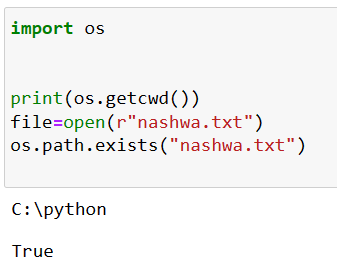 import os
print(os.getcwd())
file=open(r"nashwa.txt")
os.path.exists("nashwa.txt")
C:\python
True